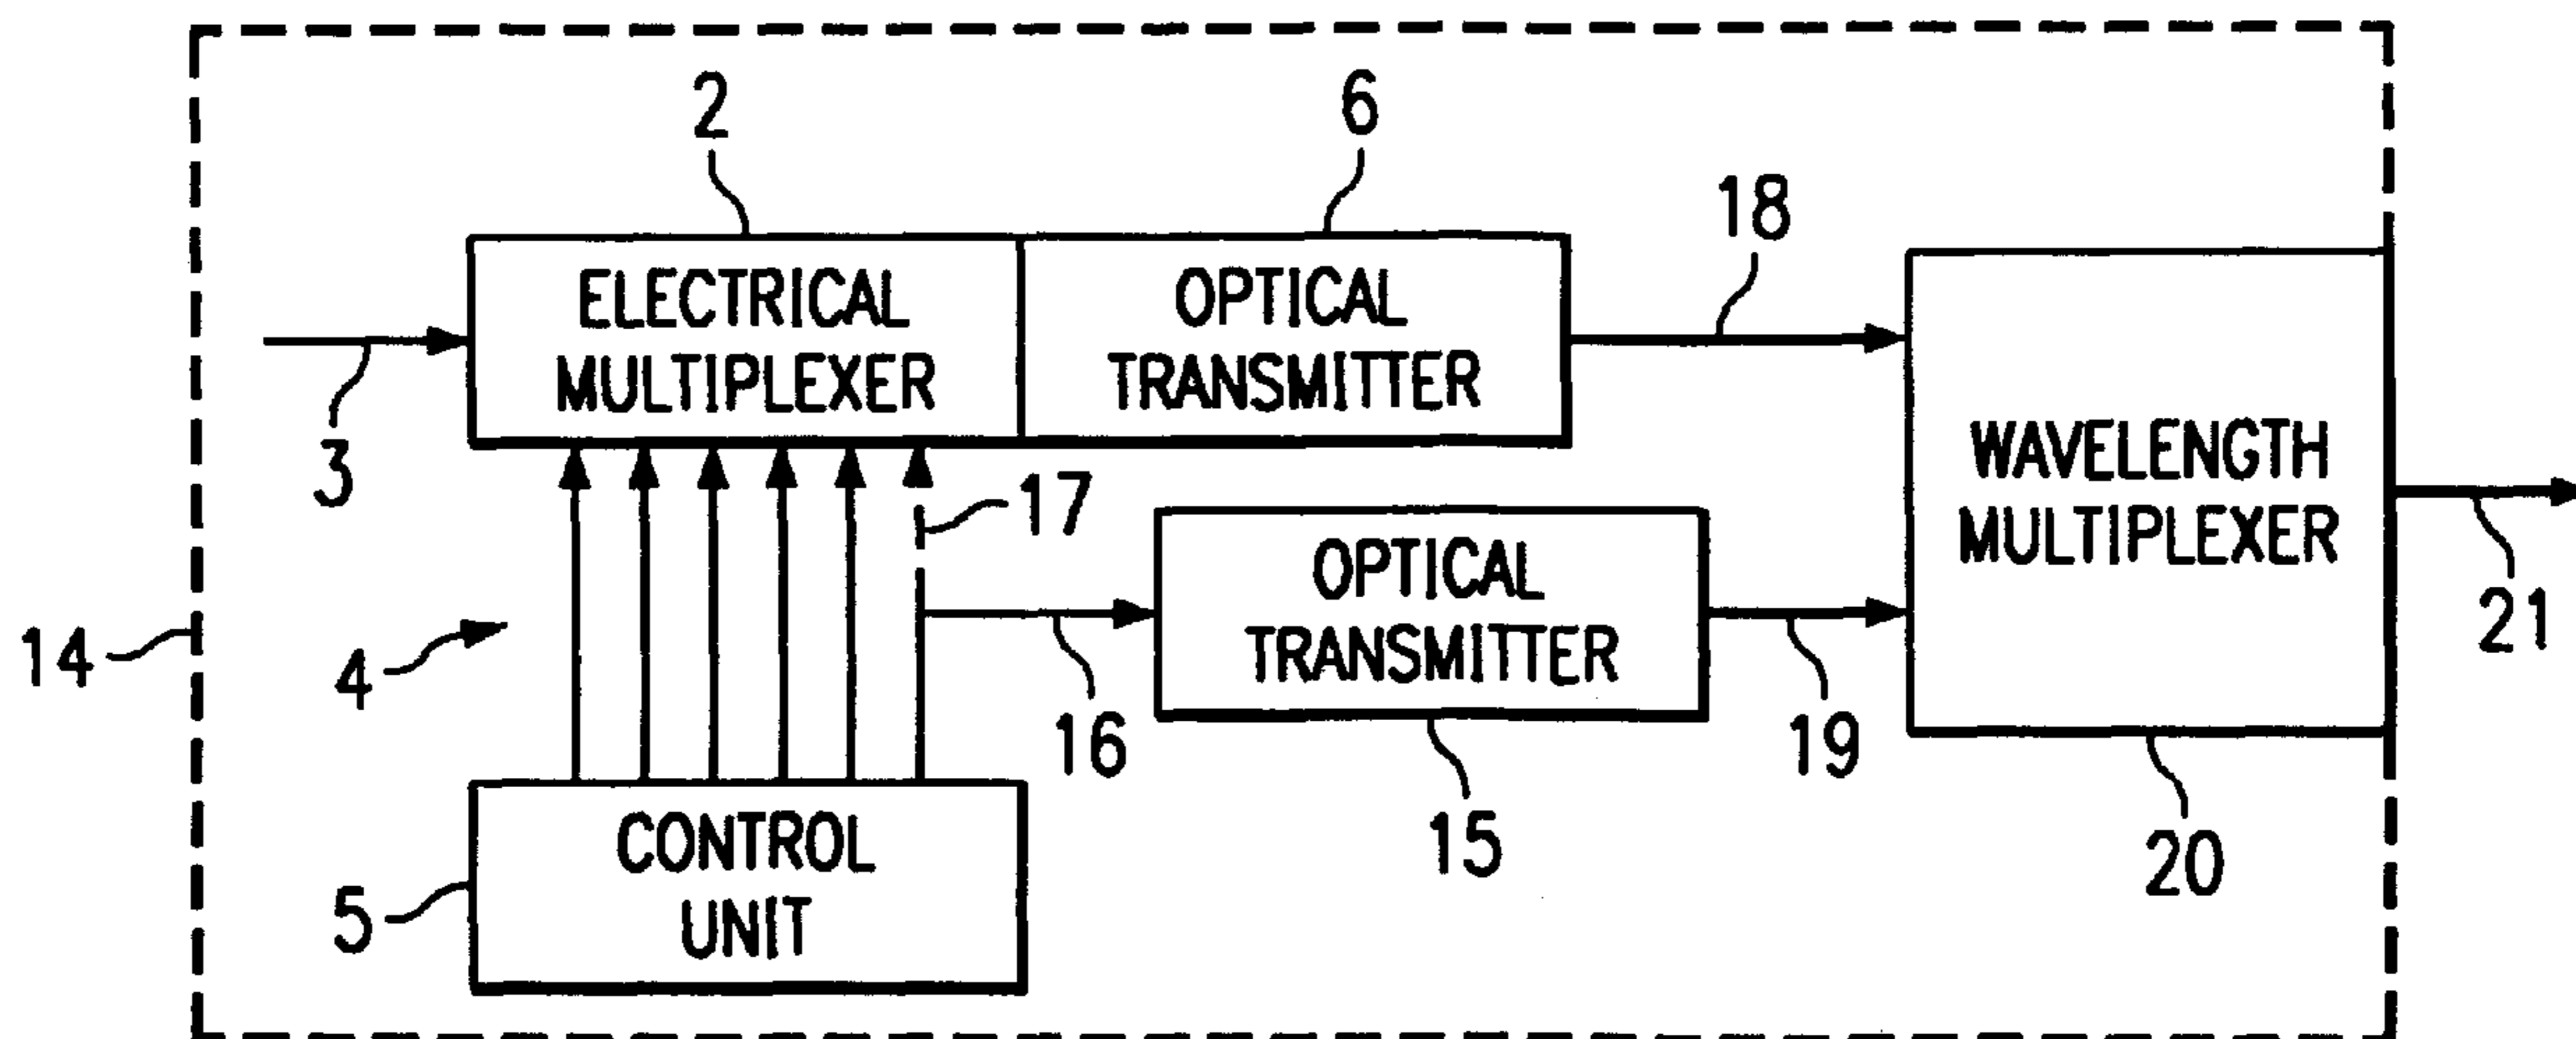 2
6
18
ELECTRICAL
MULTIPLEXER
OPTICAL
TRANSMITTER
3
17
WAVELENGTH
MULTIPLEXER
OPTICAL
TRANSMITTER
21
14
4
16
19
15
20
CONTROL
UNIT
5